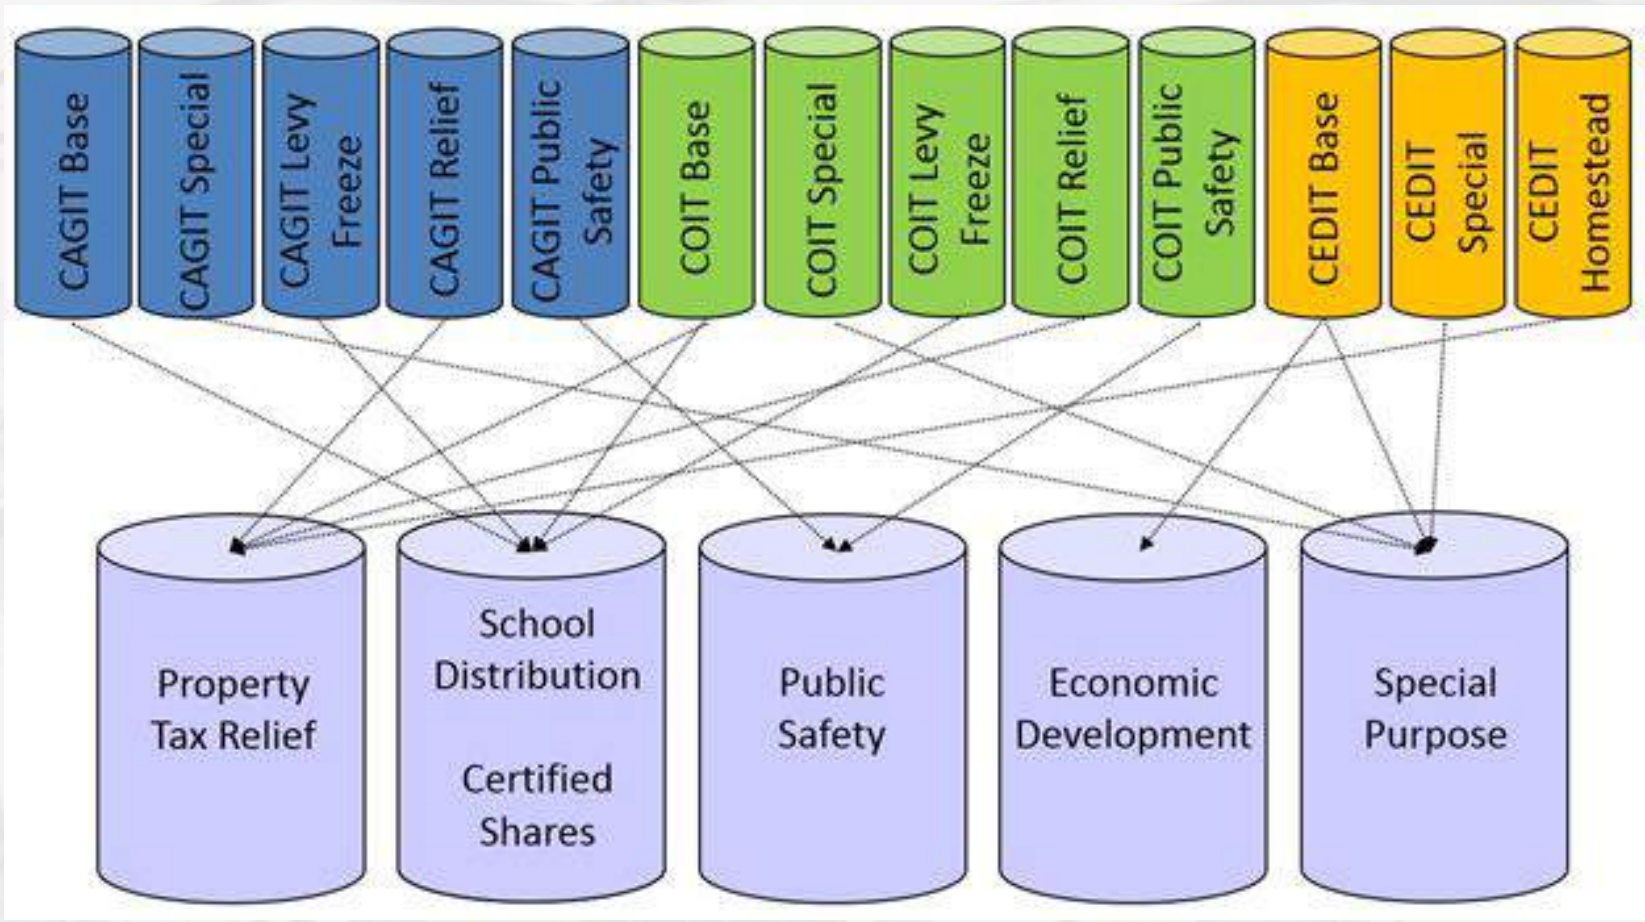 CAGIT Base
CAGIT Special
CAGIT Levy
Freeze
CAGIT Relief
CAGIT Public
Safety
COIT Base
COIT Special
COIT Levy
Freeze
COIT Relief
COIT Public
Safety
CEDIT Base
CEDIT
Special
CEDIT
Homestead
Property
Tax Relief
School
Distribution
Certified
Shares
Public
Safety
Economic
Development
Special
Purpose